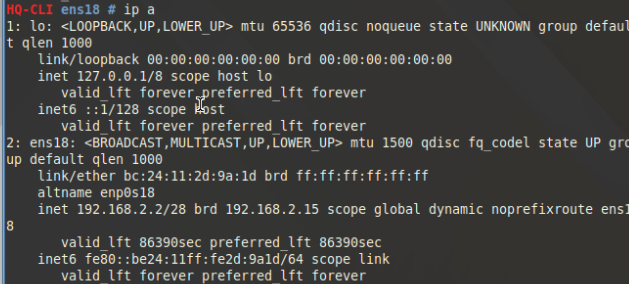 HQ-CLI ens18 # ip a
1: lo: <LOOPBACK,UP,LOWER_UP> mtu 65536 qdisc noqueue state UNKNOWN group defaul
t qlen 1000
link/loopback 00:00:00:00:00:00 brd 00:00:00:00:00:00
inet 127.0.0.1/8 scope host lo
valid_lft forever preferred_lft forever
inet6 ::1/128 scope host
valid_lft forever preferred_lft forever
2: ens18: <BROADCAST,MULTICAST,UP,LOWER_UP> mtu 1500 qdisc fq_codel state UP gro
up default qlen 1000
link/ether bc:24:11:2d:9a:1d brd ff:ff:ff:ff:ff:ff
altname enp0s18
inet 192.168.2.2/28 brd 192.168.2.15 scope global dynamic noprefixroute ens1
8
valid_lft 86390sec preferred_lft 86390sec
inet6 fe80::be24:11ff:fe2d:9a1d/64 scope link
valid_lft forever preferred_lft forever